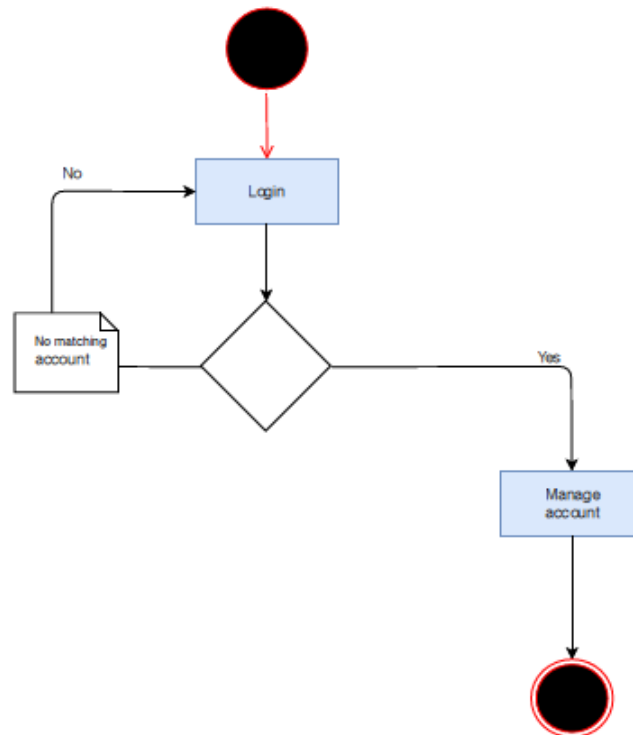 No
Login
No matching
account
Yes
Manage
account